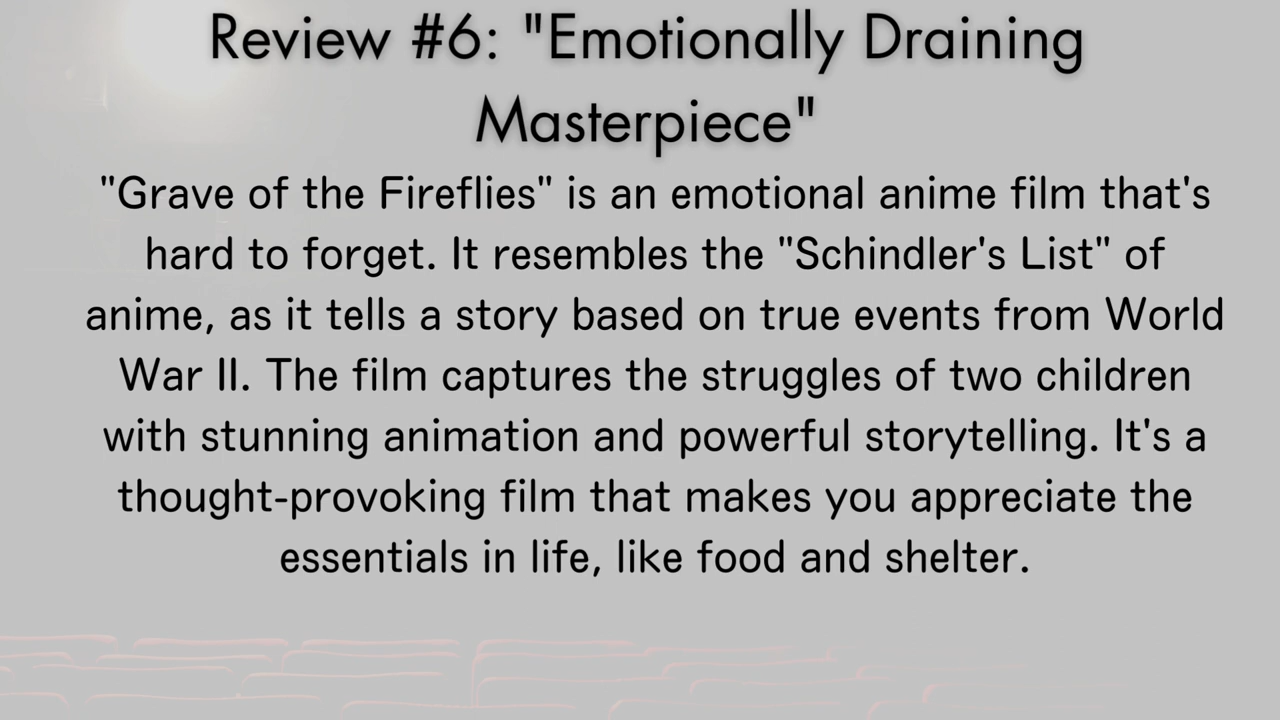 Review #6: "Emotionally Draining
Masterpiece"
"Grave of the Fireflies" is an emotional anime film that's
hard to forget. It resembles the "Schindler's List" of
anime, as it tells a story based on true events from World
War II. The film captures the struggles of two children
with stunning animation and powerful storytelling. It's a
thought-provoking film that makes you appreciate the
essentials in life, like food and shelter.